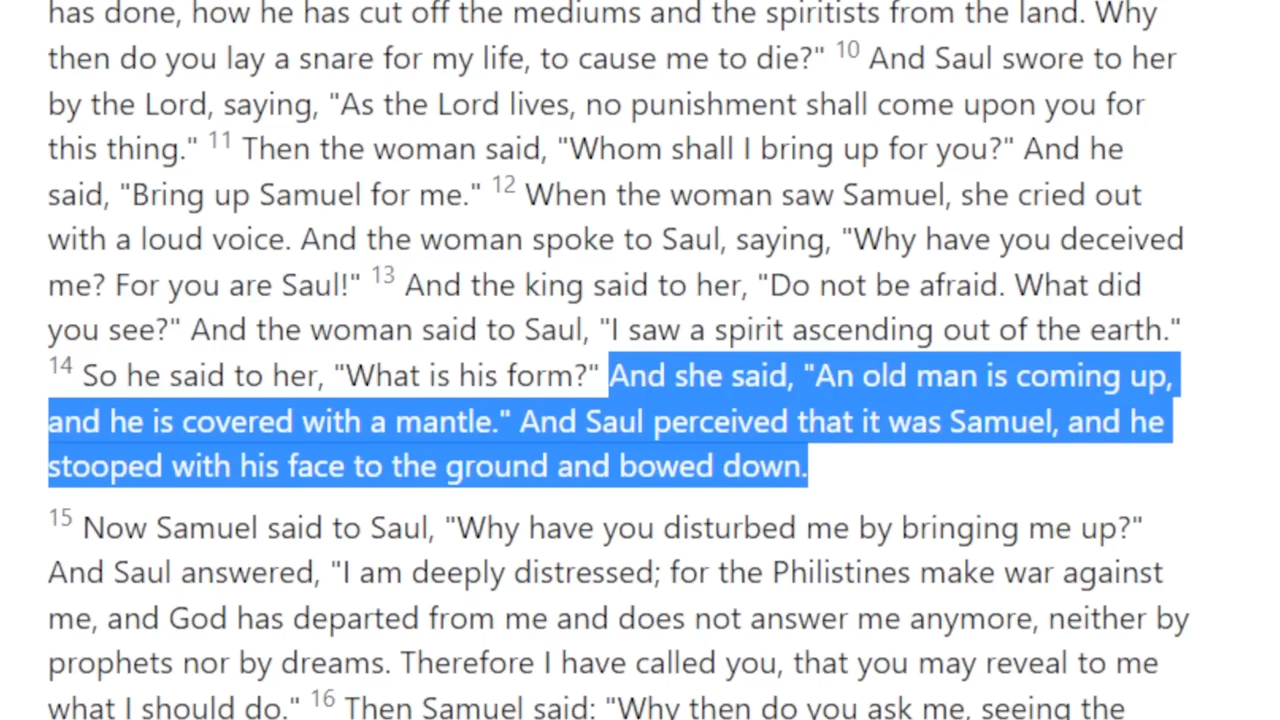 has done, how he has cut off the mediums and the spiritists from the land. Why
then do you lay a snare for my life, to cause me to die?" 10 And Saul swore to her
by the Lord, saying, "As the Lord lives, no punishment shall come upon you for
this thing." 11 Then the woman said, "Whom shall I bring up for you?" And he
said, "Bring up Samuel for me." 12 When the woman saw Samuel, she cried out
with a loud voice. And the woman spoke to Saul, saying, "Why have you deceived
me? For you are Saul!" 13 And the king said to her, "Do not be afraid. What did
you see?" And the woman said to Saul, "I saw a spirit ascending out of the earth."
14 So he said to her, "What is his form?" And she said, "An old man is coming up,
and he is covered with a mantle." And Saul perceived that it was Samuel, and he
stooped with his face to the ground and bowed down.
15 Now Samuel said to Saul, "Why have you disturbed me by bringing me up?"
And Saul answered, "I am deeply distressed; for the Philistines make war against
me, and God has departed from me and does not answer me anymore, neither by
prophets nor by dreams. Therefore I have called you, that you may reveal to me
what I should do." 16 Then Samuel said: "Why then do you ask me, seeing the